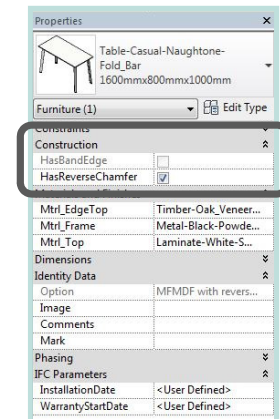 Properties
Table-Casual-Naughtone-
Fold_Bar
1600mmx800mmx1000mm
Furniture (1)
Edit Type
Constraints
Construction
HasBandEdge
HasReverseChamfer
Mtrl_EdgeTop Timber-Oak_Veneer...
Mtrl_Frame Metal-Black-Powde...
Mtrl_Top Laminate-White-S...
Dimensions
Identity Data
Option MFMDF with revers...
Image
Comments
Mark
Phasing
IFC Parameters
InstallationDate <User Defined>
WarrantyStartDate <User Defined>